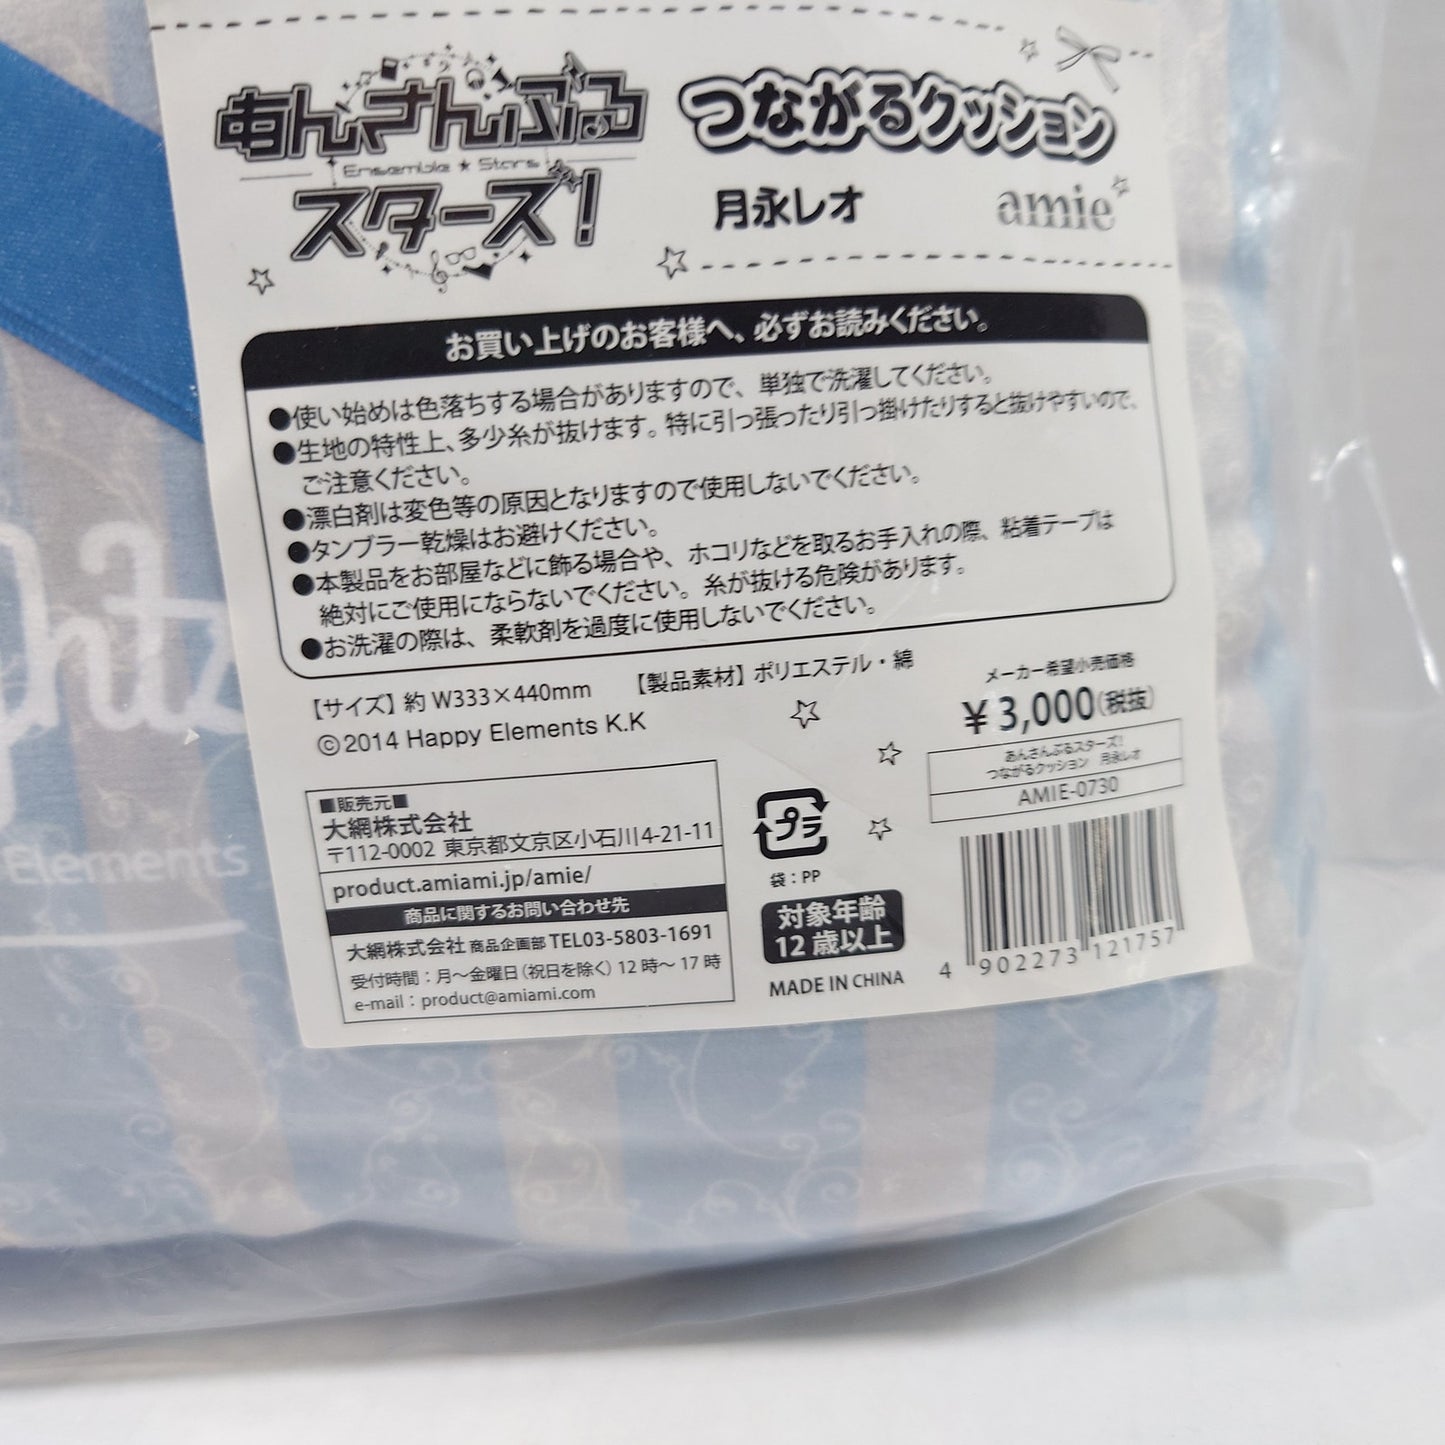 あんさんぶる
Ensemble ★ Stars
スターズ!
つながるクッション
月永レオ
amie
お買い上げのお客様へ、必ずお読みください。
●使い始めは色落ちする場合がありますので、単独で洗濯してください。
●生地の特性上、多少糸が抜けます。特に引っ張ったり引っ掛けたりすると抜けやすいので、
ご注意ください。
●漂白剤は変色等の原因となりますので使用しないでください。
●タンブラー乾燥はお避けください。
●本製品をお部屋などに飾る場合や、ホコリなどを取るお手入れの際、粘着テープは
絶対にご使用にならないでください。糸が抜ける危険があります。
●お洗濯の際は、柔軟剤を過度に使用しないでください。
【サイズ】約 W333×440mm 【製品素材】ポリエステル・綿
©2014 Happy Elements K.K
メーカー希望小売価格
¥3,000(税抜)
あんさんぶるスターズ!
つながるクッション 月永レオ
AMIE-0730
■販売元■
大網株式会社
〒112-0002 東京都文京区小石川4-21-11
product.amiami.jp/amie/
商品に関するお問い合わせ先
大網株式会社 商品企画部 TEL03-5803-1691
受付時間:月〜金曜日(祝日を除く)12時〜17時
e-mail:product@amiami.com
プラ
袋:PP
対象年齢
12歳以上
MADE IN CHINA
4 902273 121757
Elements